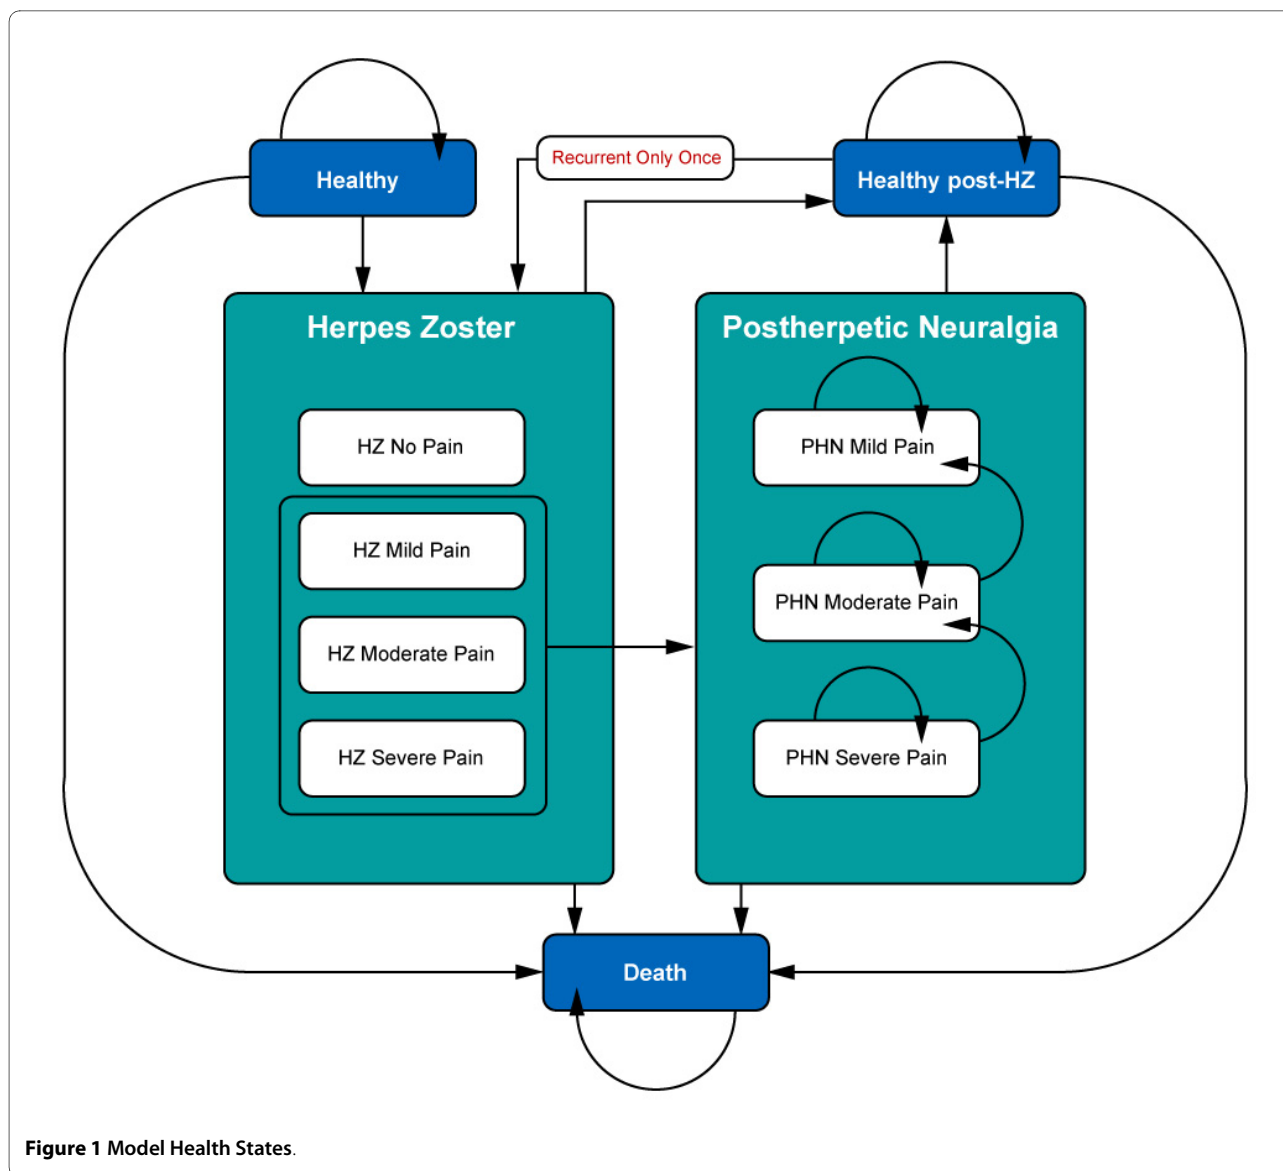 Recurrent Only Once
Healthy
Healthy post-HZ
Herpes Zoster
Postherpetic Neuralgia
HZ No Pain
HZ Mild Pain
HZ Moderate Pain
HZ Severe Pain
PHN Mild Pain
PHN Moderate Pain
PHN Severe Pain
Death
Figure 1 Model Health States.